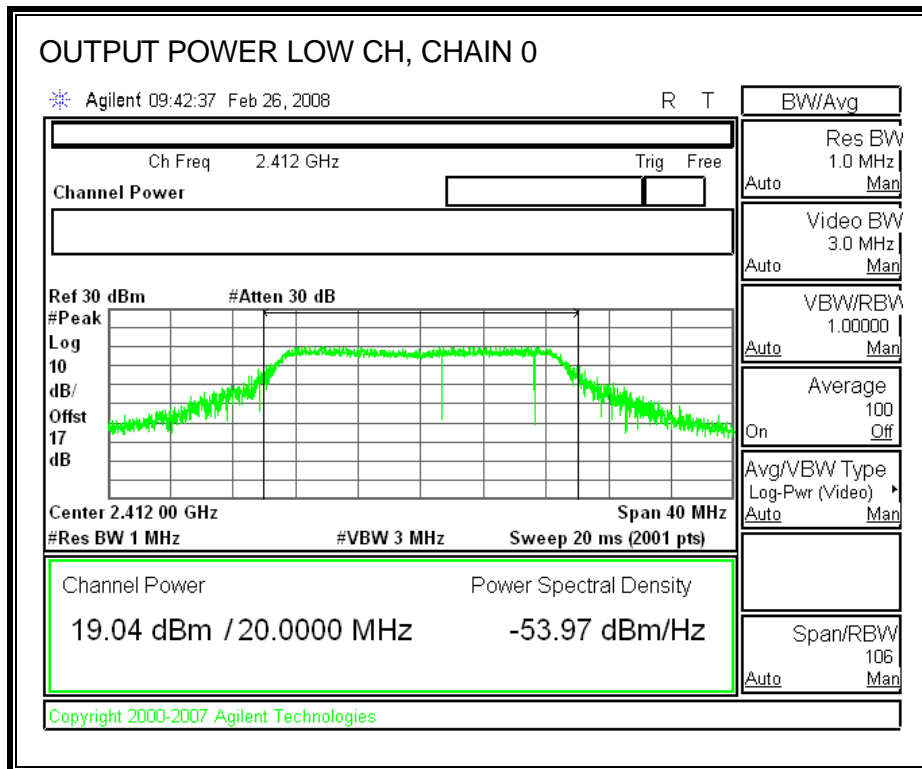 OUTPUT POWER LOW CH, CHAIN 0
Agilent 09:42:37 Feb 26, 2008 R T
Ch Freq 2.412 GHz Trig Free
Channel Power
Ref 30 dBm #Atten 30 dB
#Peak
Log
10
dB/
Offst
17
dB
Center 2.412 00 GHz Span 40 MHz
#Res BW 1 MHz #VBW 3 MHz Sweep 20 ms (2001 pts)
Channel Power Power Spectral Density
19.04 dBm / 20.0000 MHz -53.97 dBm/Hz
Copyright 2000-2007 Agilent Technologies
BW/Avg
Res BW
1.0 MHz
Auto Man
Video BW
3.0 MHz
Auto Man
VBW/RBW
1.00000
Auto Man
Average
100
On Off
Avg/VBW Type
Log-Pwr (Video)
Auto Man
Span/RBW
106
Auto Man